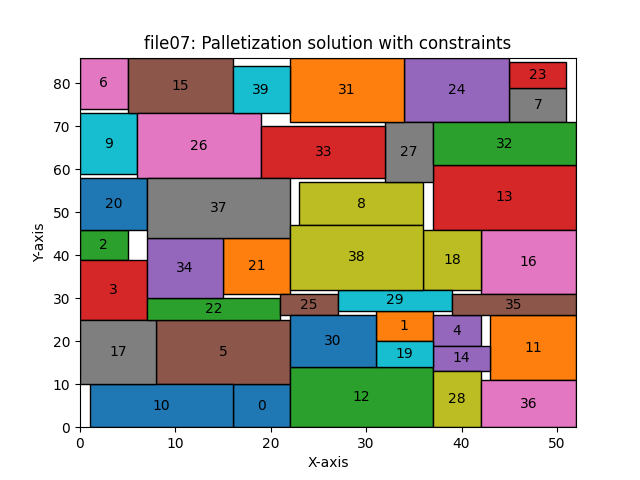 file07: Palletization solution with constraints
80
70
60
50
40
30
20
10
0
Y-axis
6 15 39 31 24 23
7
9 26 33 27 32
20 37 8 13
2 34 21 38 18 16
3 22 25 29 35
17 5 30 1 4 11
19 14
10 0 12 28 36
0 10 20 30 40 50
X-axis